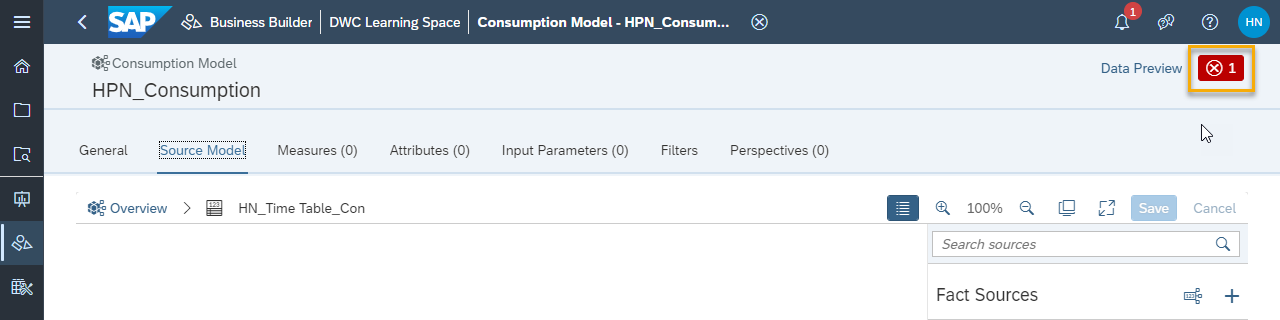 SAP Business Builder DWC Learning Space Consumption Model - HPN_Consum... 1 HN
Consumption Model
Data Preview 1
HPN_Consumption
General Source Model Measures (0) Attributes (0) Input Parameters (0) Filters Perspectives (0)
Overview 123 HN_Time Table_Con 100% Save Cancel
Search sources
Fact Sources 123